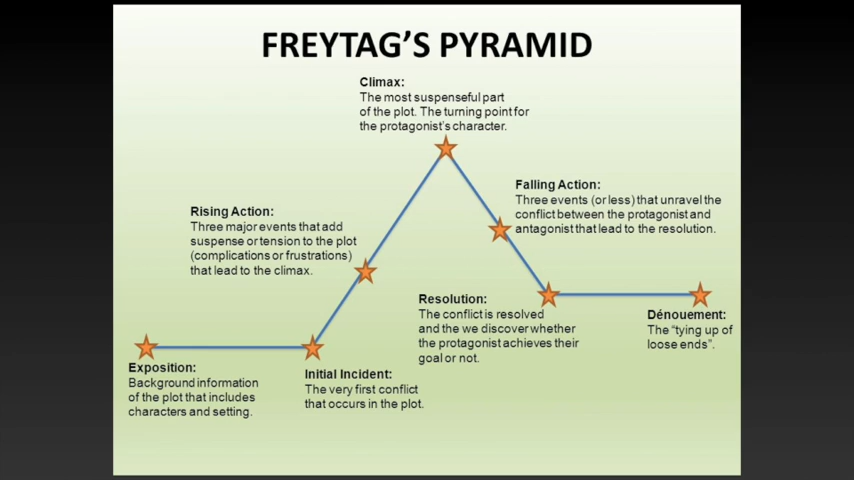 FREYTAG'S PYRAMID
Climax:
The most suspenseful part
of the plot. The turning point for
the protagonist's character.
Falling Action:
Three events (or less) that unravel the
conflict between the protagonist and
antagonist that lead to the resolution.
Rising Action:
Three major events that add
suspense or tension to the plot
(complications or frustrations)
that lead to the climax.
Resolution:
The conflict is resolved
and the we discover whether
the protagonist achieves their
goal or not.
Dénouement:
The “tying up of
loose ends”.
Exposition:
Background information
of the plot that includes
characters and setting.
Initial Incident:
The very first conflict
that occurs in the plot.